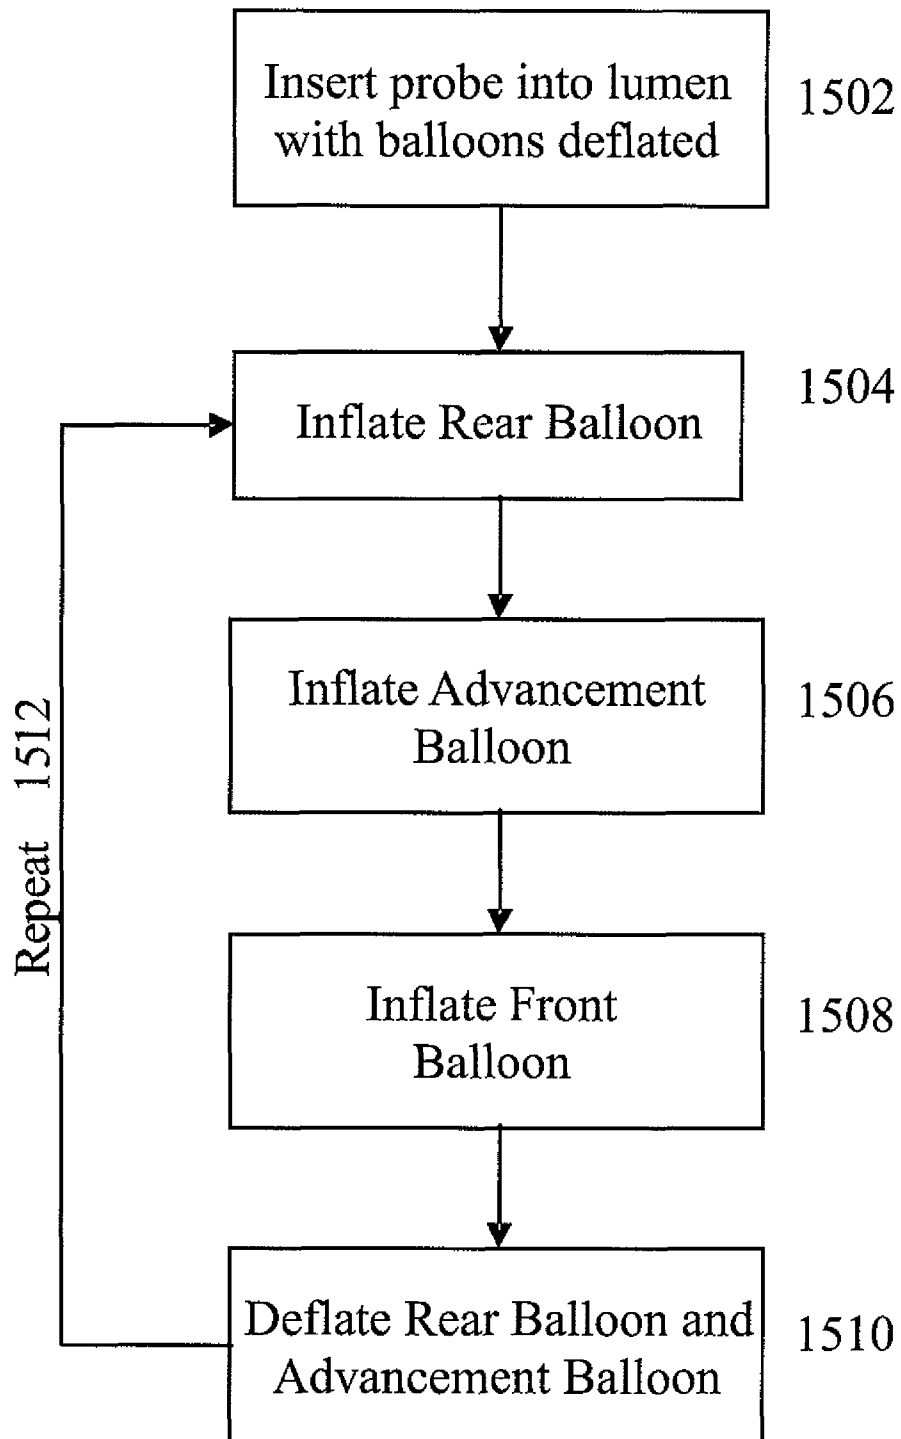 Insert probe into lumen
with balloons deflated
1502
Inflate Rear Balloon
1504
Inflate Advancement
Balloon
1506
Repeat 1512
Inflate Front
Balloon
1508
Deflate Rear Balloon and
Advancement Balloon
1510